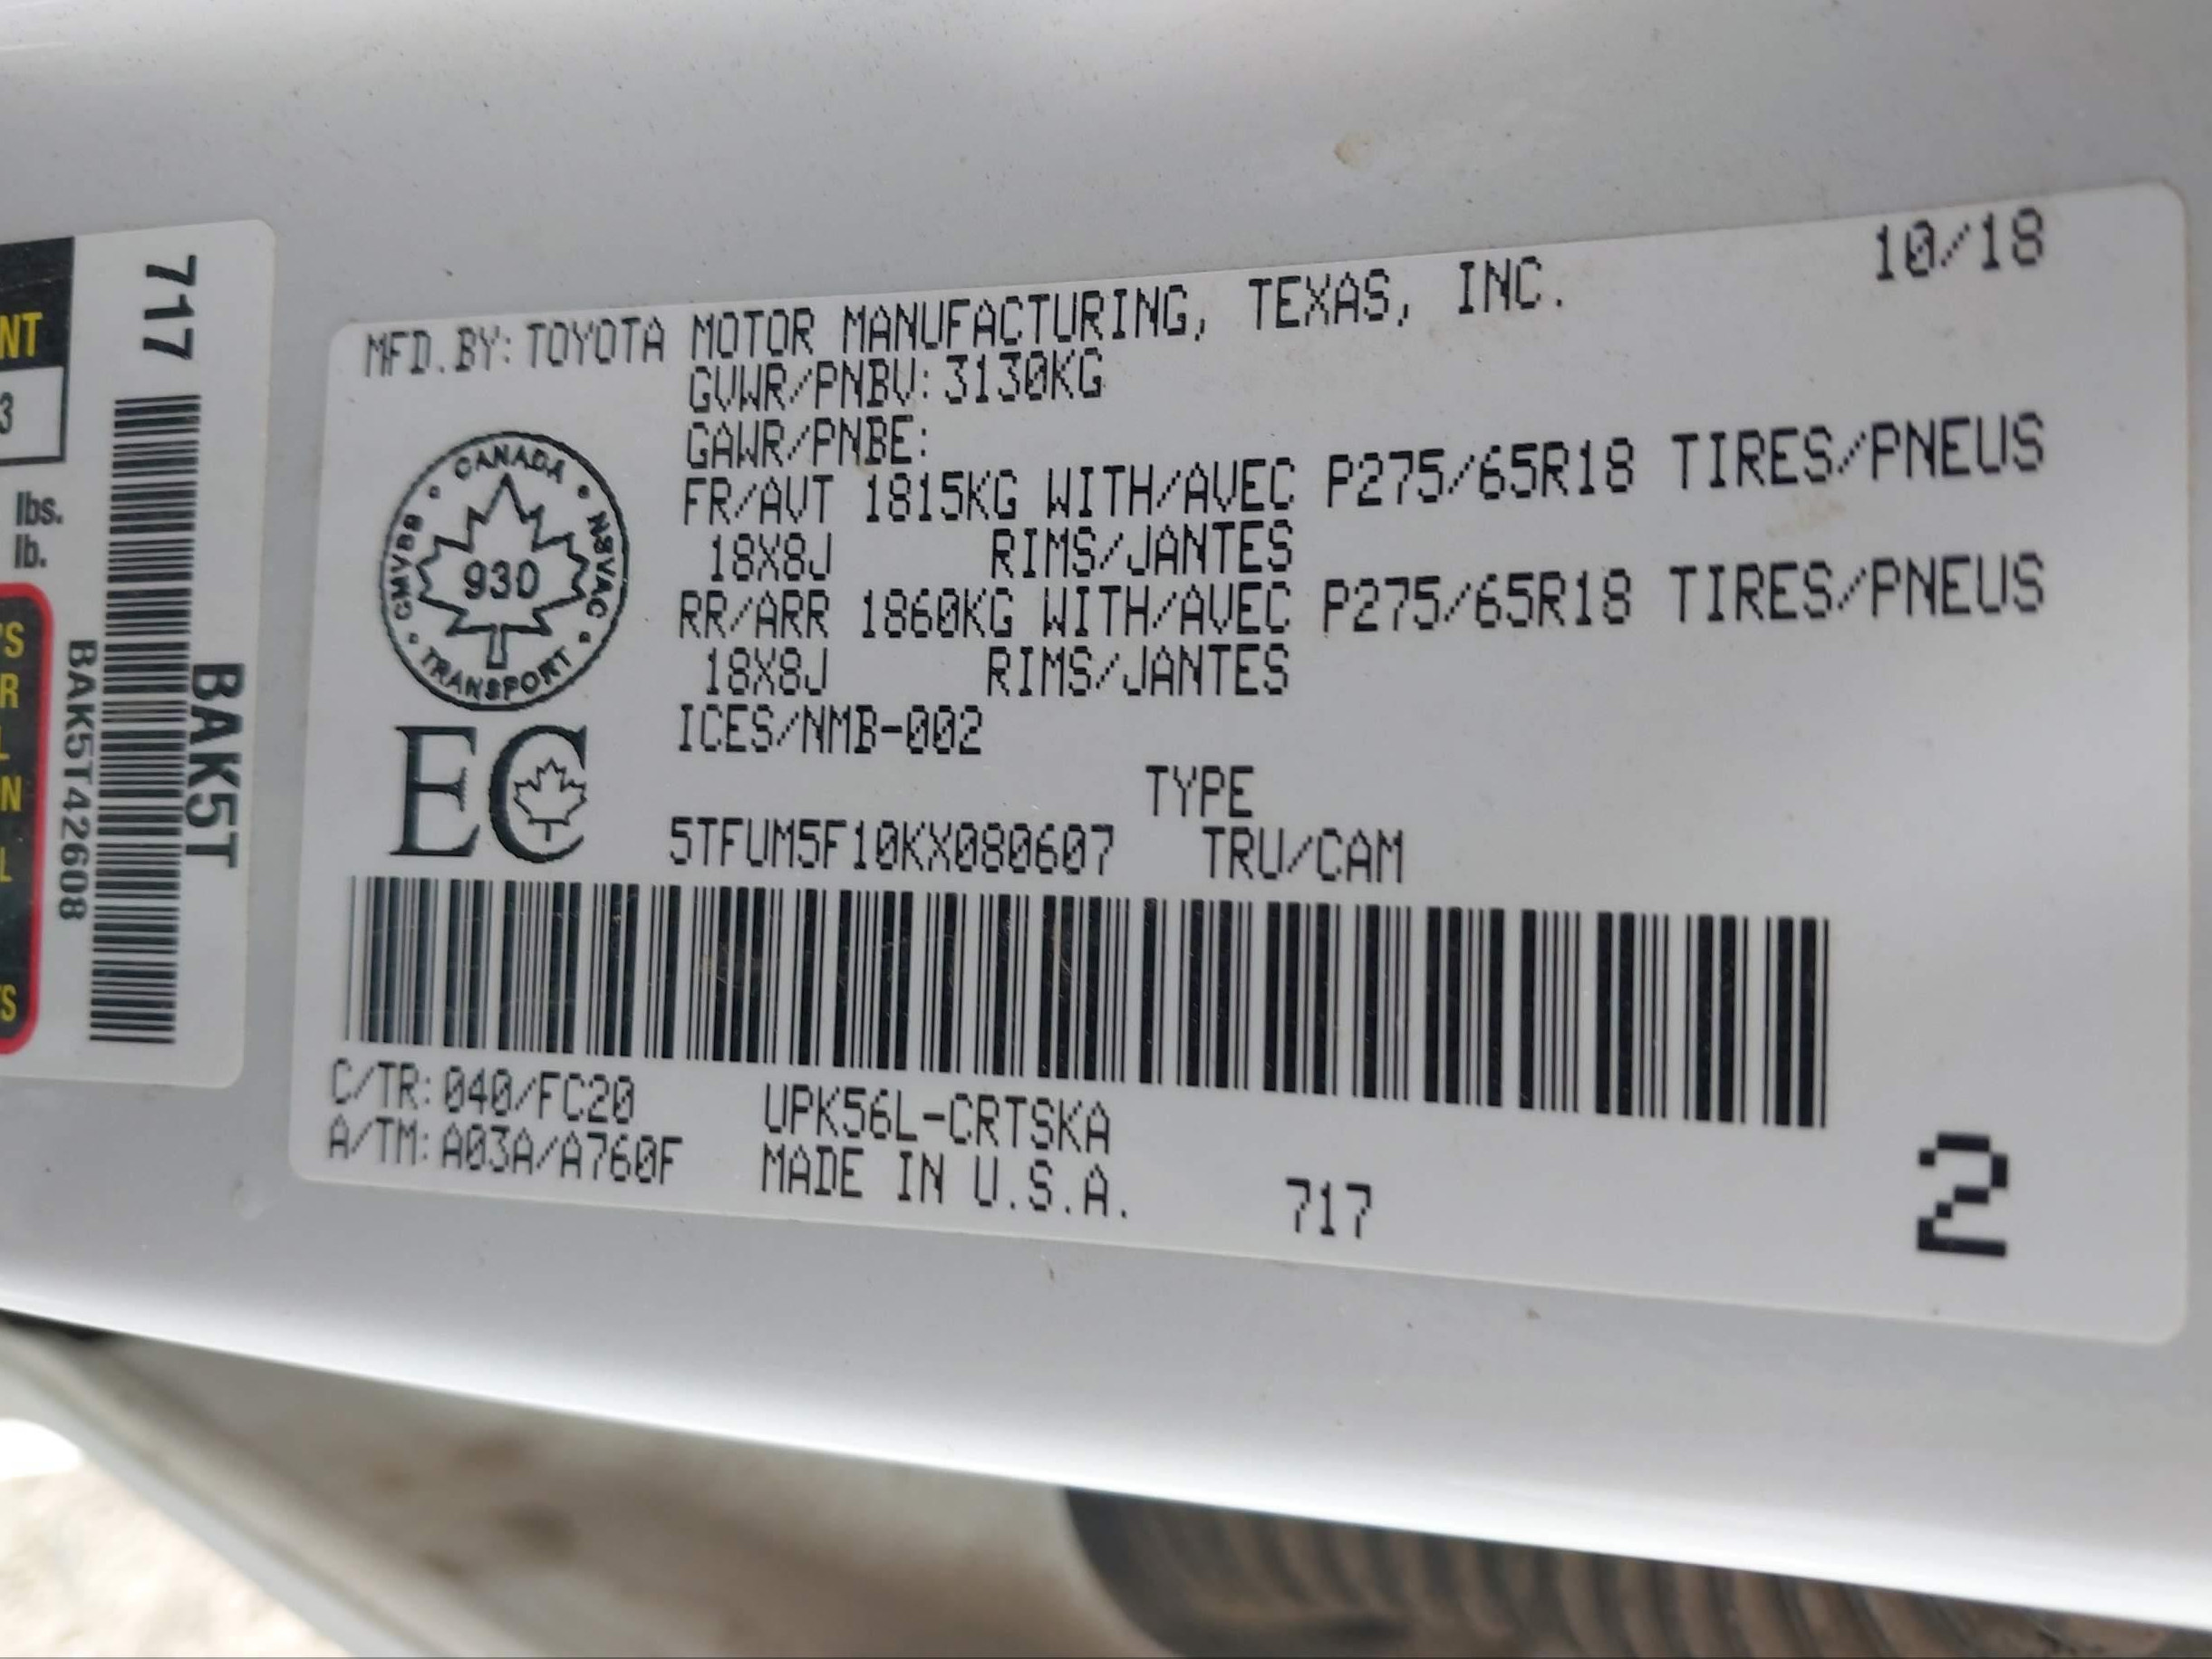 NT
3
lbs.
lb.
'S
R
L
N
L
'S
717
BAK5T
BAK5T42608
10/18
MFD.BY: TOYOTA MOTOR MANUFACTURING, TEXAS, INC.
GVWR/PNBV: 3130KG
GAWR/PNBE:
FR/AVT 1815KG WITH/AVEC P275/65R18 TIRES/PNEUS
18X8J RIMS/JANTES
RR/ARR 1860KG WITH/AVEC P275/65R18 TIRES/PNEUS
18X8J RIMS/JANTES
ICES/NMB-002
CANADA
CMVSS
NSVAC
930
TRANSPORT
EC
TYPE
5TFUM5F10KX080607 TRU/CAM
C/TR: 040/FC20 UPK56L-CRTSKA
A/TM: A03A/A760F MADE IN U.S.A. 717
2